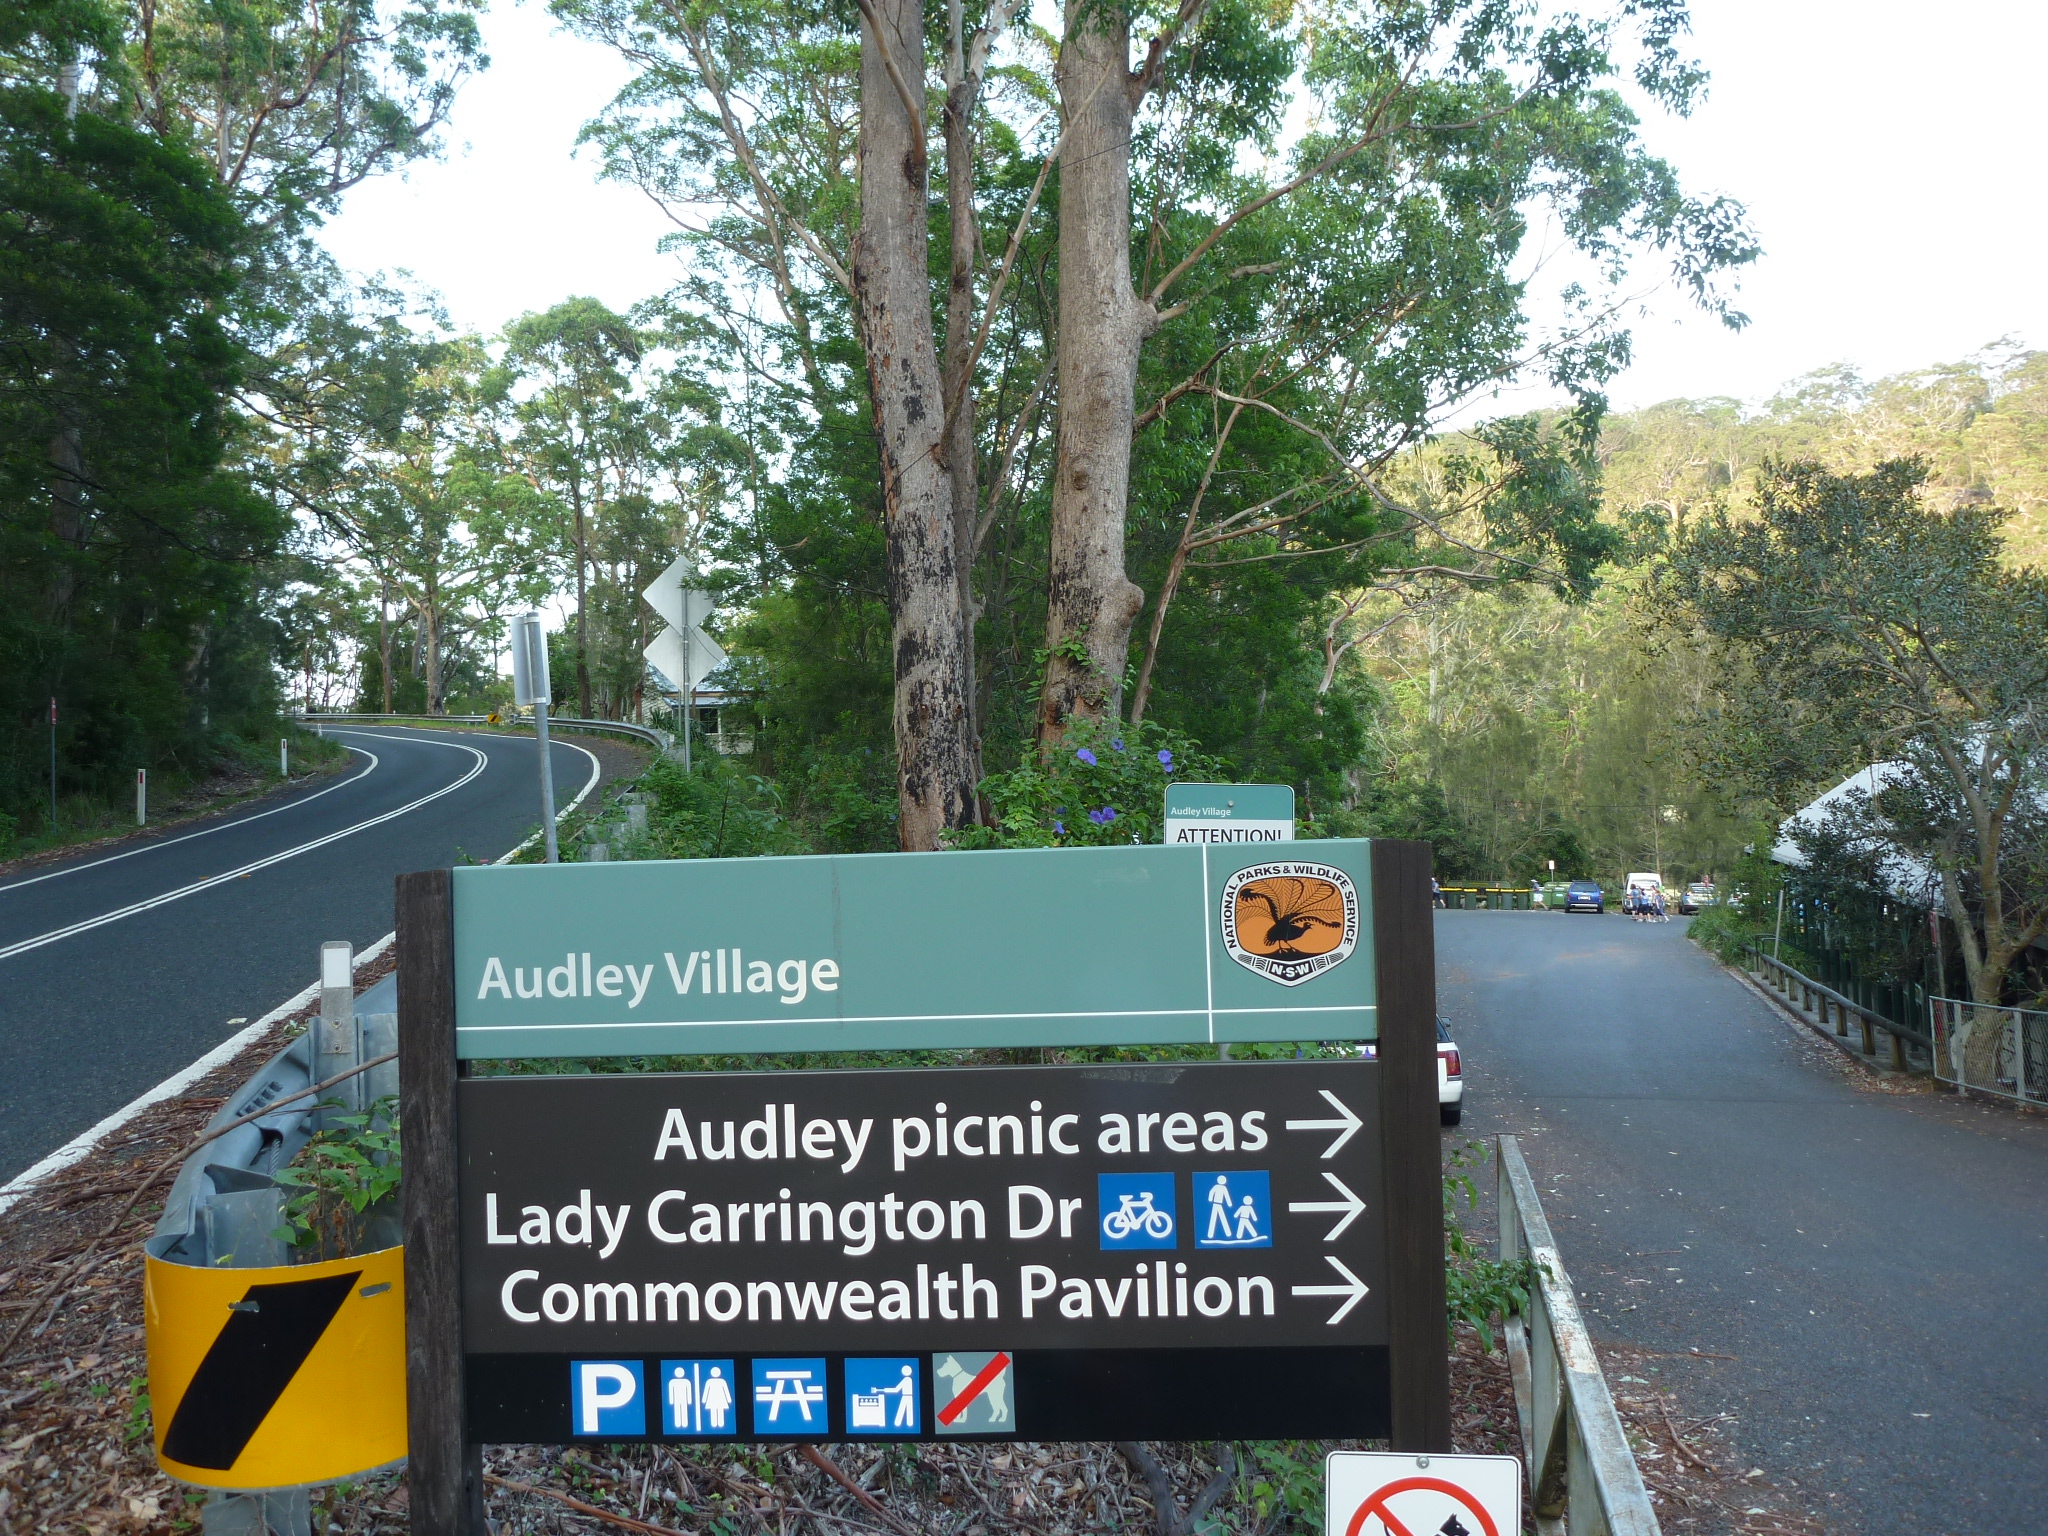 Audley Village
ATTENTION!
Audley Village
NATIONAL PARKS & WILDLIFE SERVICE
N·S·W
Audley picnic areas →
Lady Carrington Dr →
Commonwealth Pavilion →
P